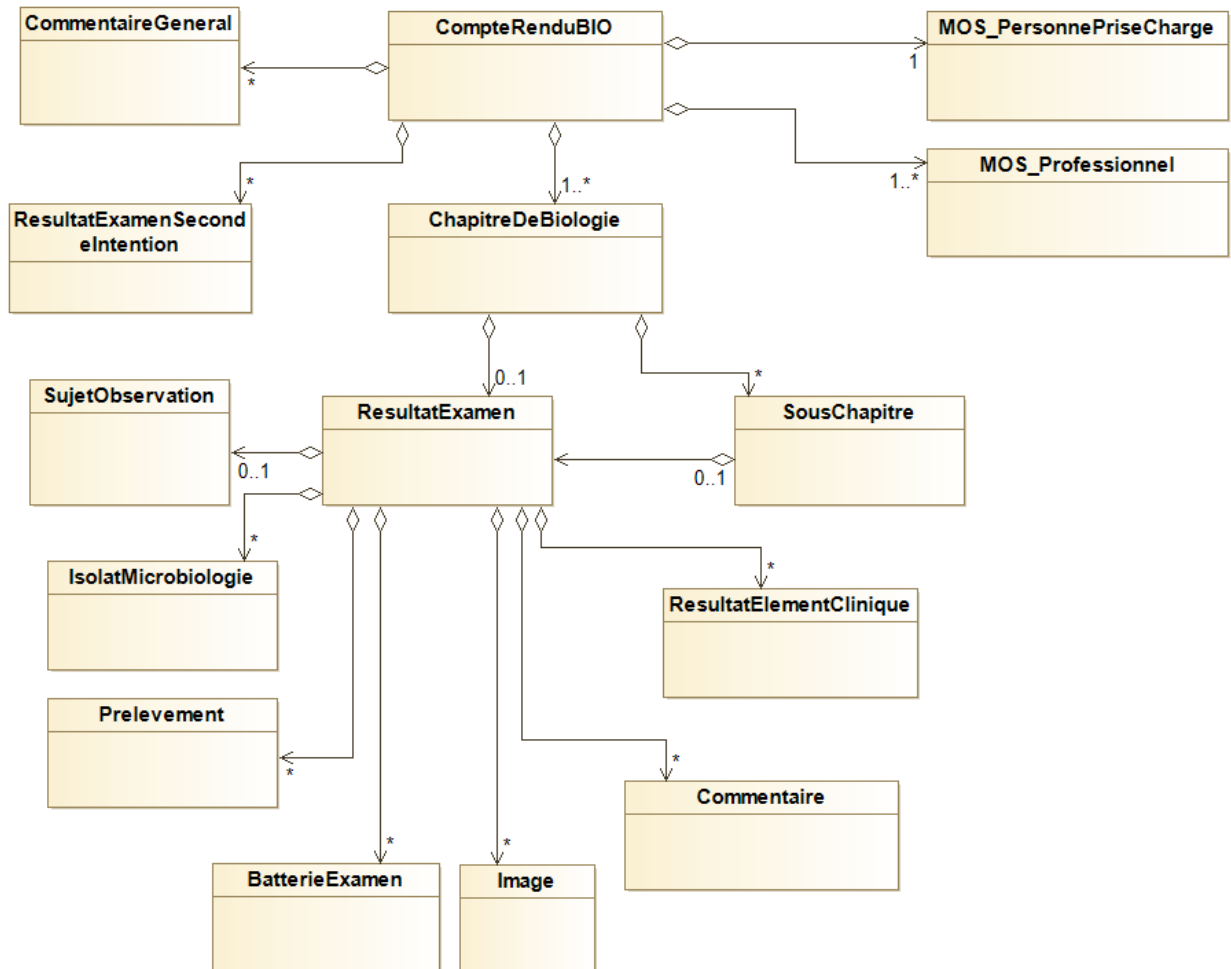 CommentaireGeneral
CompteRenduBIO
MOS_PersonnePriseCharge
*
1
*
1..*
1..*
MOS_Professionnel
ResultatExamenSecond
eIntention
ChapitreDeBiologie
0..1
*
SujetObservation
ResultatExamen
SousChapitre
0..1
0..1
*
*
IsolatMicrobiologie
ResultatElementClinique
Prelevement
*
*
Commentaire
*
*
BatterieExamen
Image